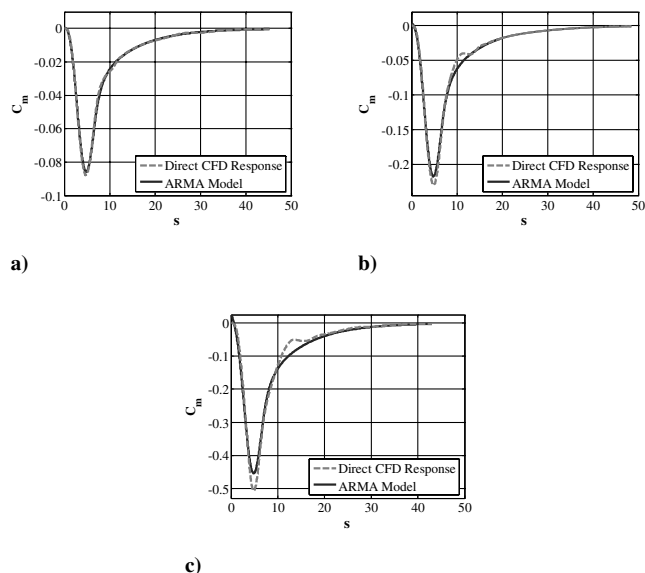 0
-0.02
-0.04
-0.06
-0.08
-0.1
C_m
0 10 20 30 40 50
s
Direct CFD Response
ARMA Model
a)
0
-0.05
-0.1
-0.15
-0.2
C_m
0 10 20 30 40 50
s
Direct CFD Response
ARMA Model
b)
0
-0.1
-0.2
-0.3
-0.4
-0.5
C_m
0 10 20 30 40 50
s
Direct CFD Response
ARMA Model
c)